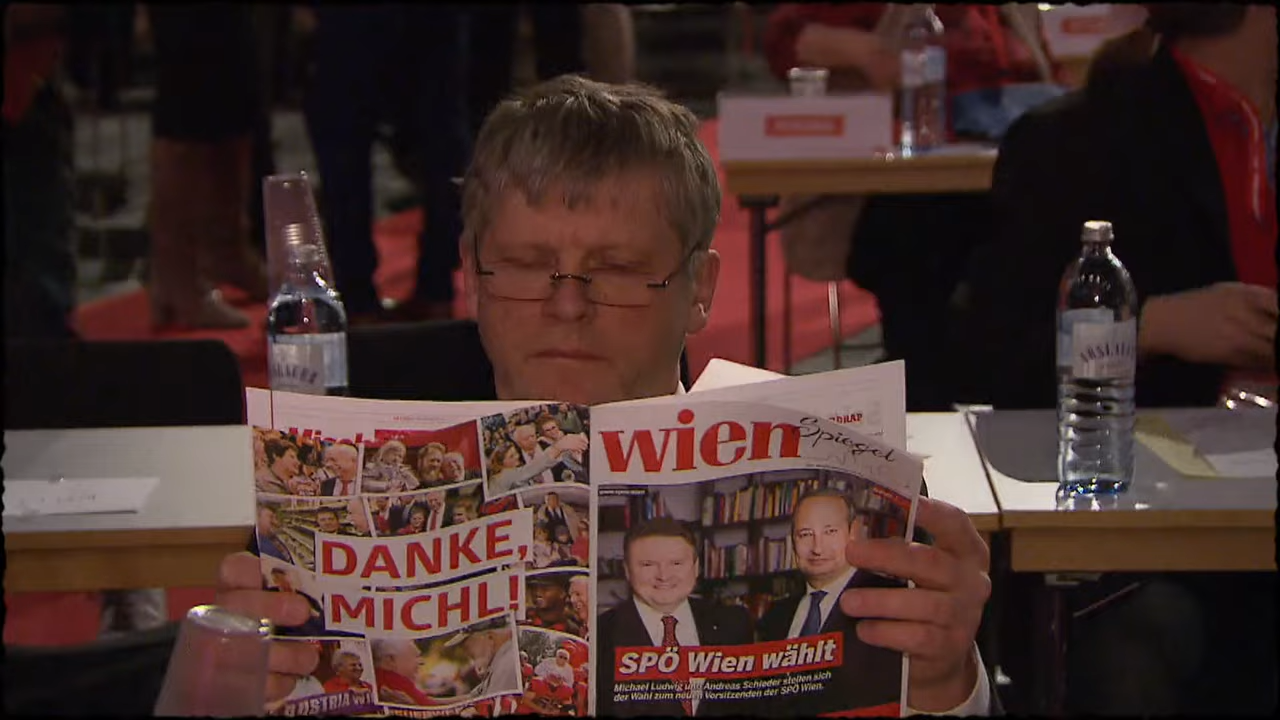 DANKE,
MICHL!
AUSTRIA
wien
Spiegel
SPÖ Wien wählt
Michael Ludwig und Andreas Schieder stellen sich
der Wahl zum neuen Vorsitzenden der SPÖ Wien.